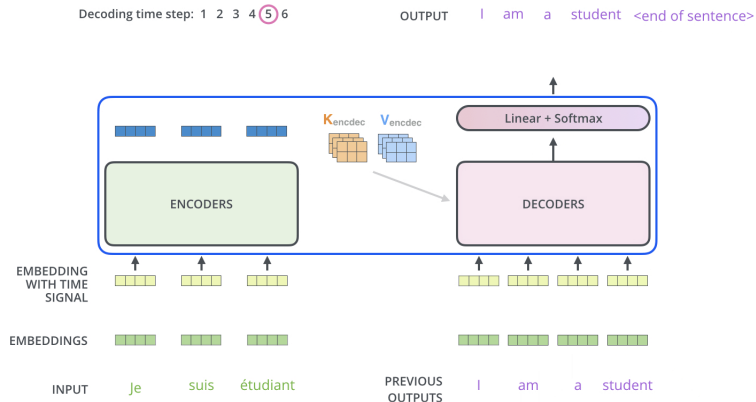 Decoding time step: 1 2 3 4 5 6
OUTPUT I am a student <end of sentence>
Kencdec Vencdec
Linear + Softmax
ENCODERS
DECODERS
EMBEDDING
WITH TIME
SIGNAL
EMBEDDINGS
INPUT Je suis étudiant
PREVIOUS
OUTPUTS I am a student